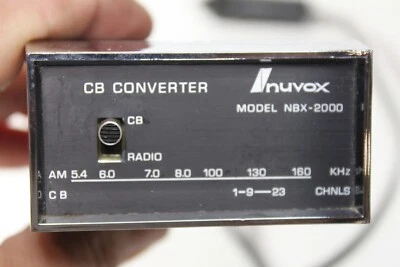 CB CONVERTER
Inuvox
MODEL NBX-2000
CB
RADIO
AM 5.4 6.0 7.0 8.0 100 130 160 KHz
CB 1-9-23 CHNLS